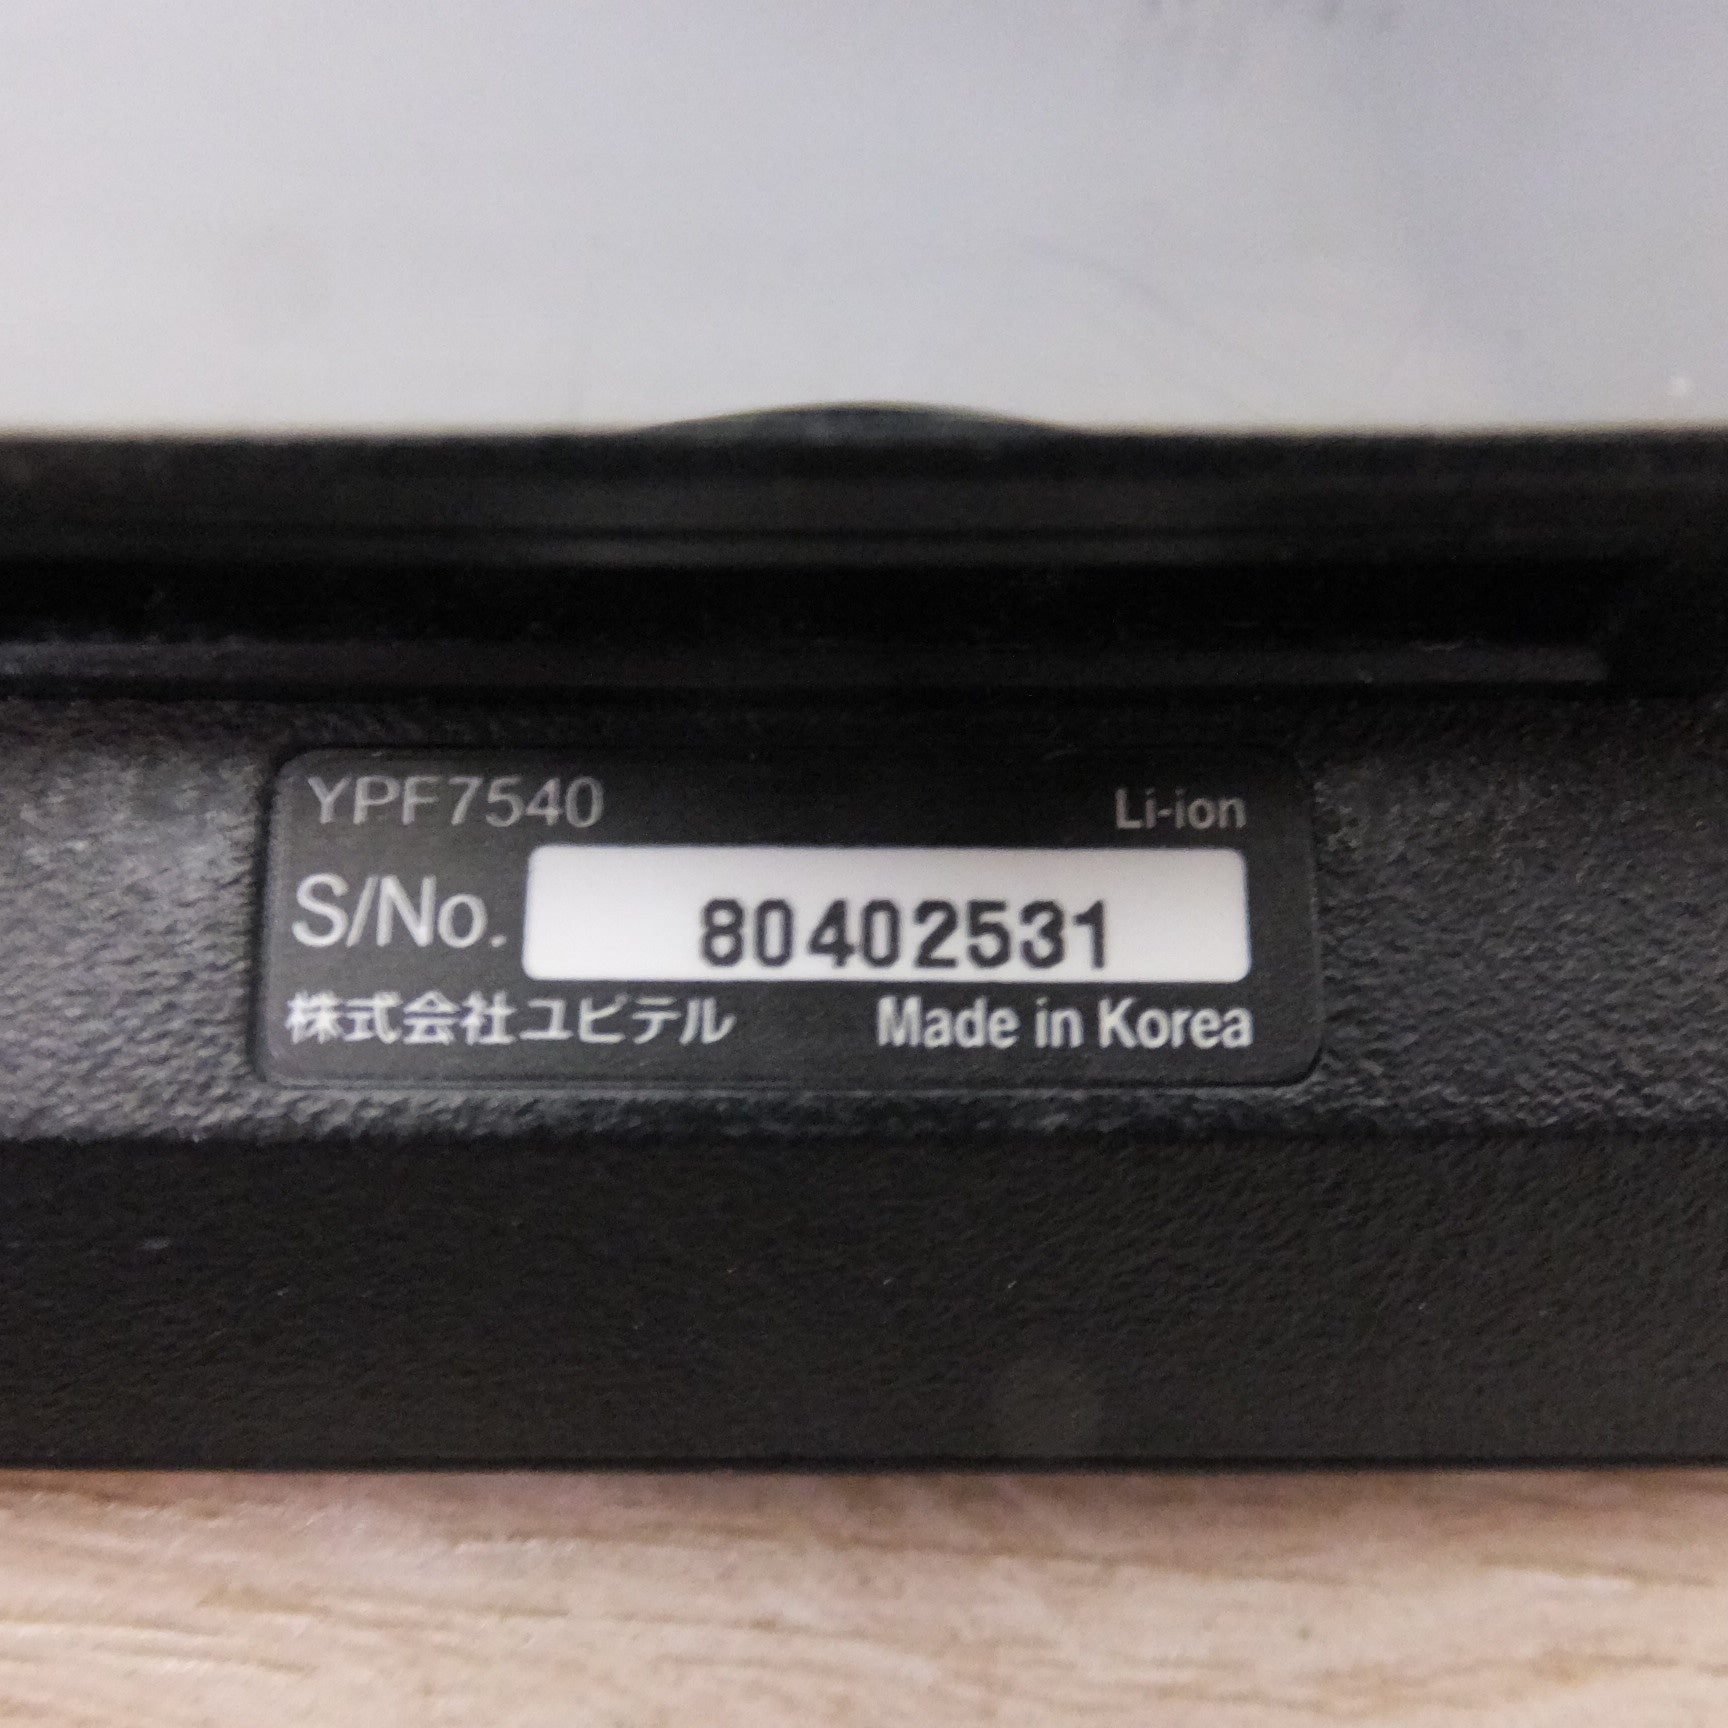 YPF7540 Li-ion
S/No. 80402531
株式会社ユピテル Made in Korea